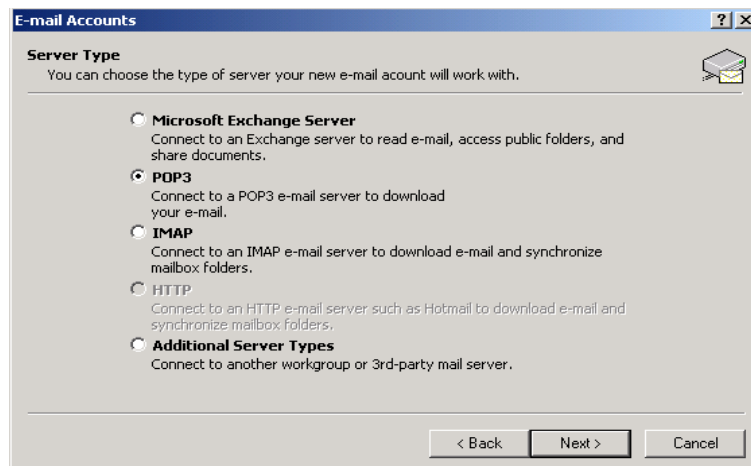 E-mail Accounts
Server Type
You can choose the type of server your new e-mail acount will work with.
Microsoft Exchange Server
Connect to an Exchange server to read e-mail, access public folders, and
share documents.
POP3
Connect to a POP3 e-mail server to download
your e-mail.
IMAP
Connect to an IMAP e-mail server to download e-mail and synchronize
mailbox folders.
HTTP
Connect to an HTTP e-mail server such as Hotmail to download e-mail and
synchronize mailbox folders.
Additional Server Types
Connect to another workgroup or 3rd-party mail server.
< Back Next > Cancel